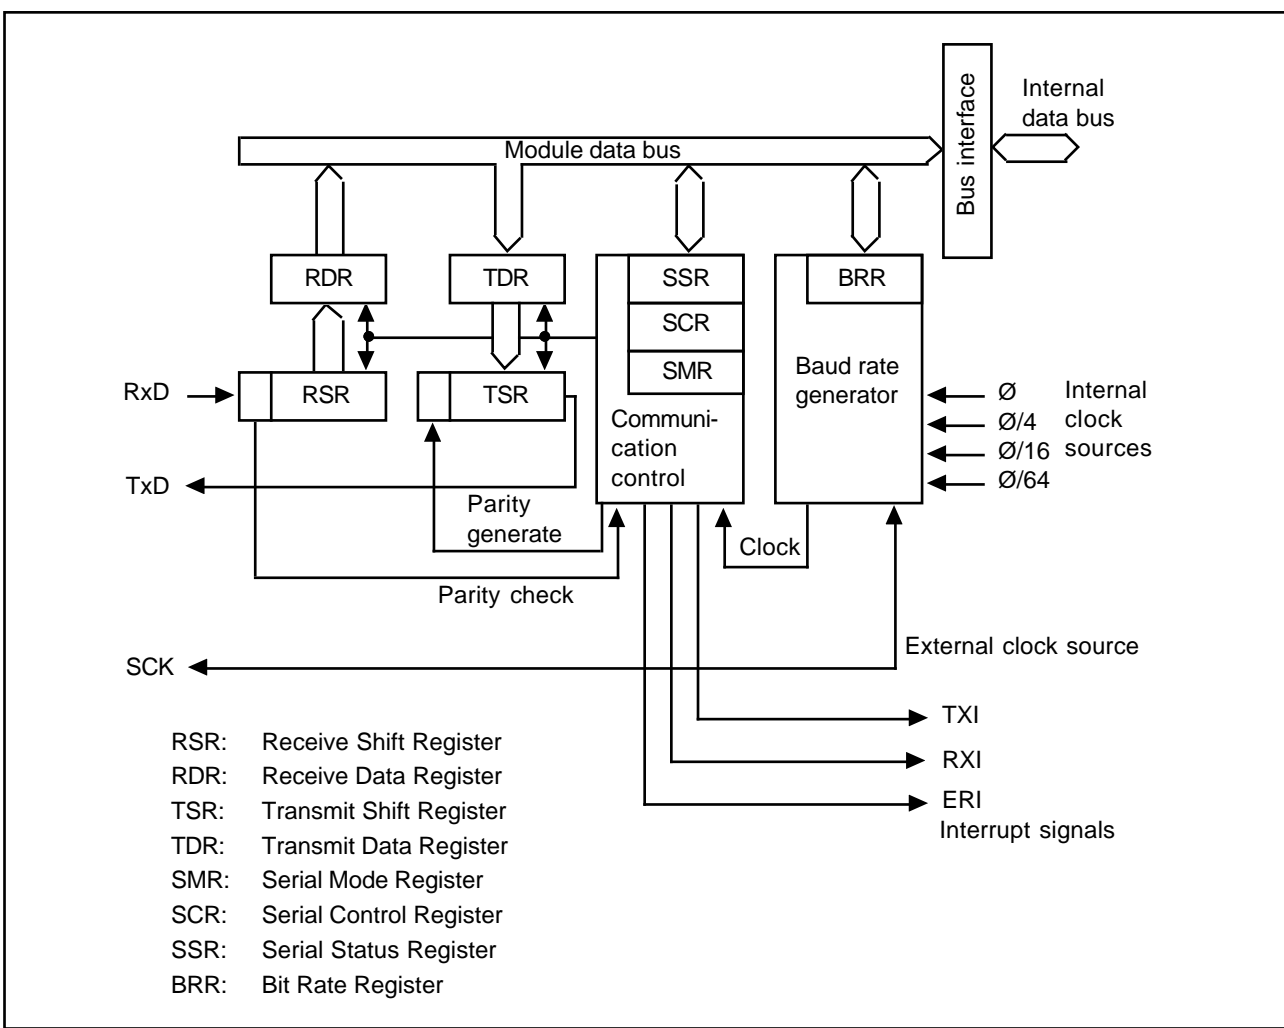 Internal
data bus
Bus interface
Module data bus
RDR
TDR
SSR
BRR
SCR
SMR
RxD
RSR
TSR
Communi-
cation
control
Baud rate
generator
Ø
Ø/4
Ø/16
Ø/64
Internal
clock
sources
TxD
Parity
generate
Clock
Parity check
External clock source
SCK
TXI
RXI
ERI
Interrupt signals
RSR: Receive Shift Register
RDR: Receive Data Register
TSR: Transmit Shift Register
TDR: Transmit Data Register
SMR: Serial Mode Register
SCR: Serial Control Register
SSR: Serial Status Register
BRR: Bit Rate Register